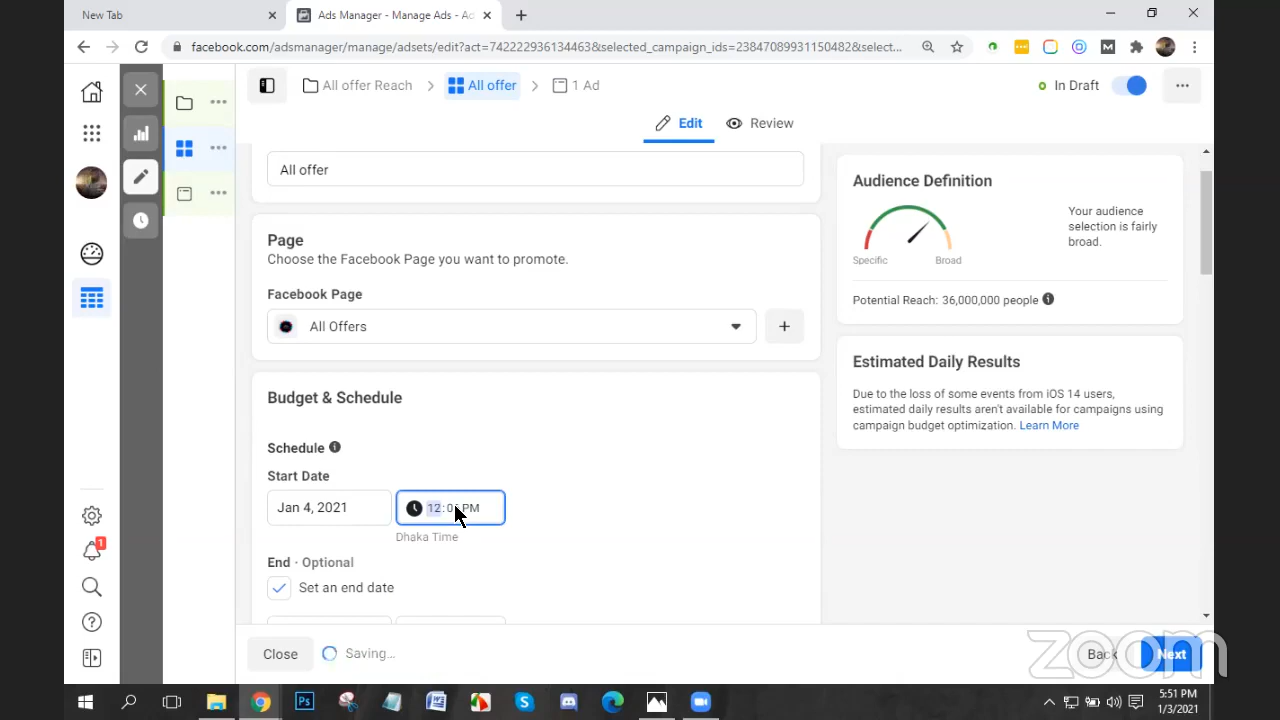 New Tab
Ads Manager - Manage Ads - Ac
facebook.com/adsmanager/manage/adsets/edit?act=742222936134463&selected_campaign_ids=23847089931150482&select...
All offer Reach
All offer
1 Ad
In Draft
Edit
Review
All offer
Page
Choose the Facebook Page you want to promote.
Facebook Page
All Offers
Budget & Schedule
Schedule
Start Date
Jan 4, 2021
PM
Dhaka Time
End · Optional
Set an end date
Close
Saving...
Back
Next
Audience Definition
Specific
Broad
Your audience
selection is fairly
broad.
Potential Reach: 36,000,000 people
Estimated Daily Results
Due to the loss of some events from iOS 14 users,
estimated daily results aren't available for campaigns using
campaign budget optimization. Learn More
1
zoom
5:51 PM
1/3/2021